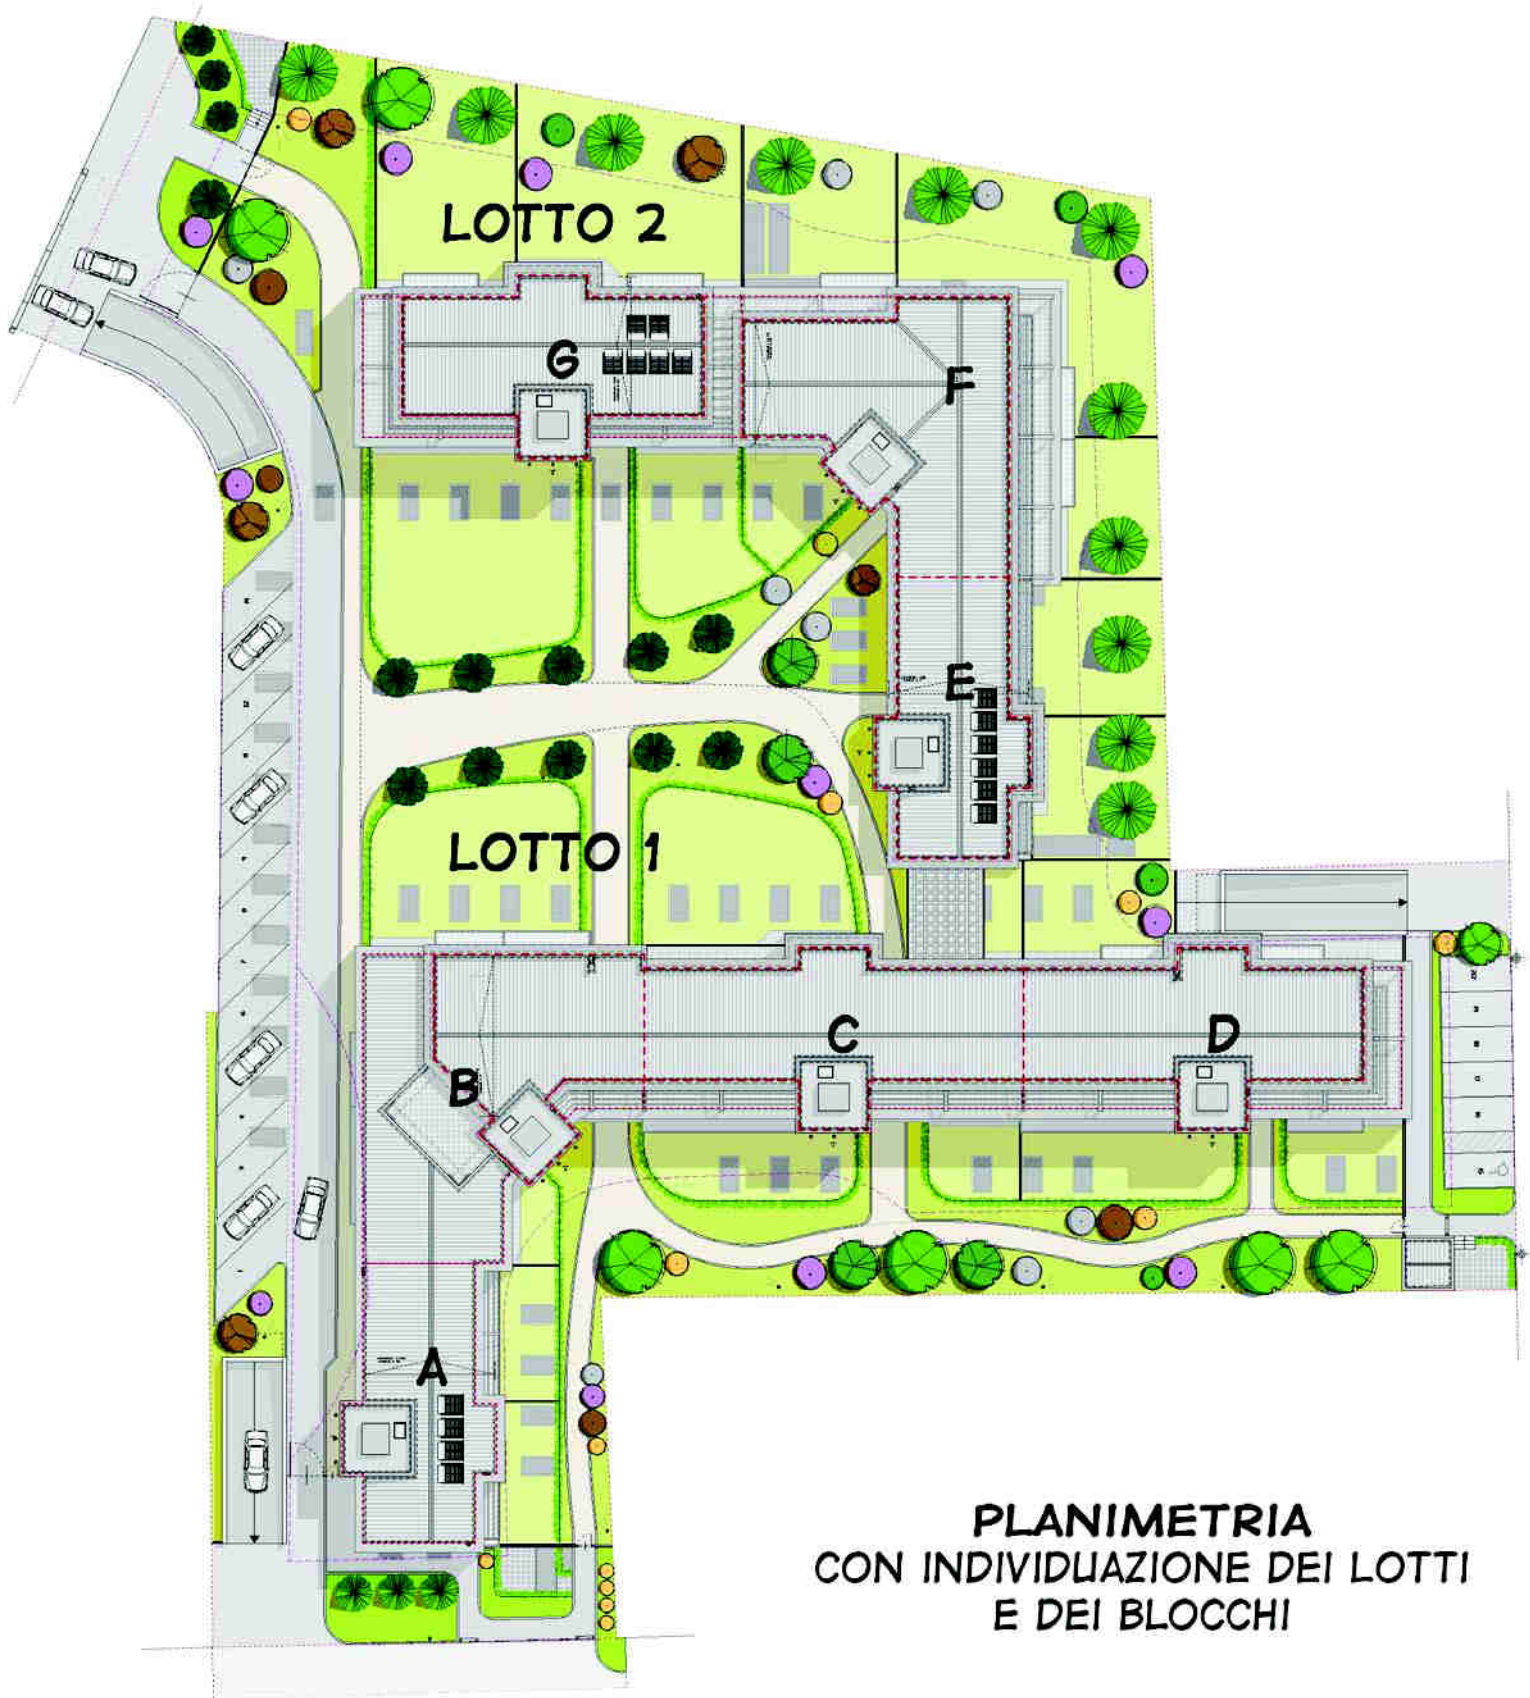 LOTTO 2
G
F
E
LOTTO 1
C
D
B
A
PLANIMETRIA
CON INDIVIDUAZIONE DEI LOTTI
E DEI BLOCCHI